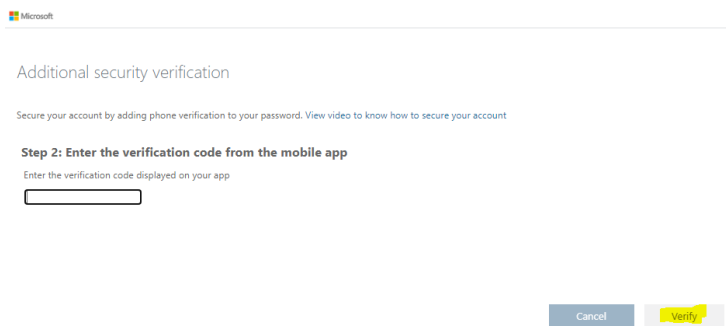 Microsoft
Additional security verification
Secure your account by adding phone verification to your password. View video to know how to secure your account
Step 2: Enter the verification code from the mobile app
Enter the verification code displayed on your app
Cancel Verify